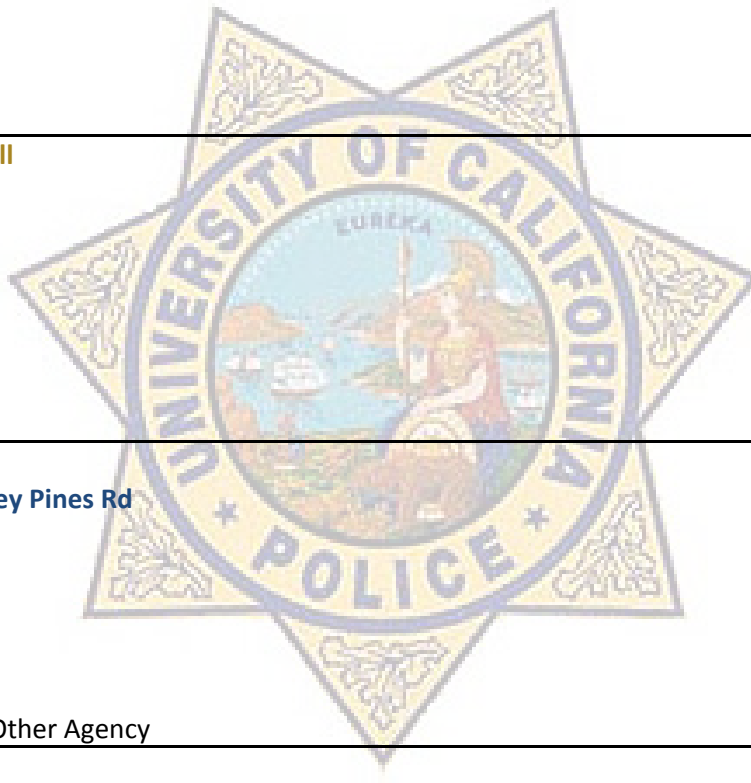 ll
UNIVERSITY OF CALIFORNIA
EUREKA
ey Pines Rd
POLICE
Other Agency